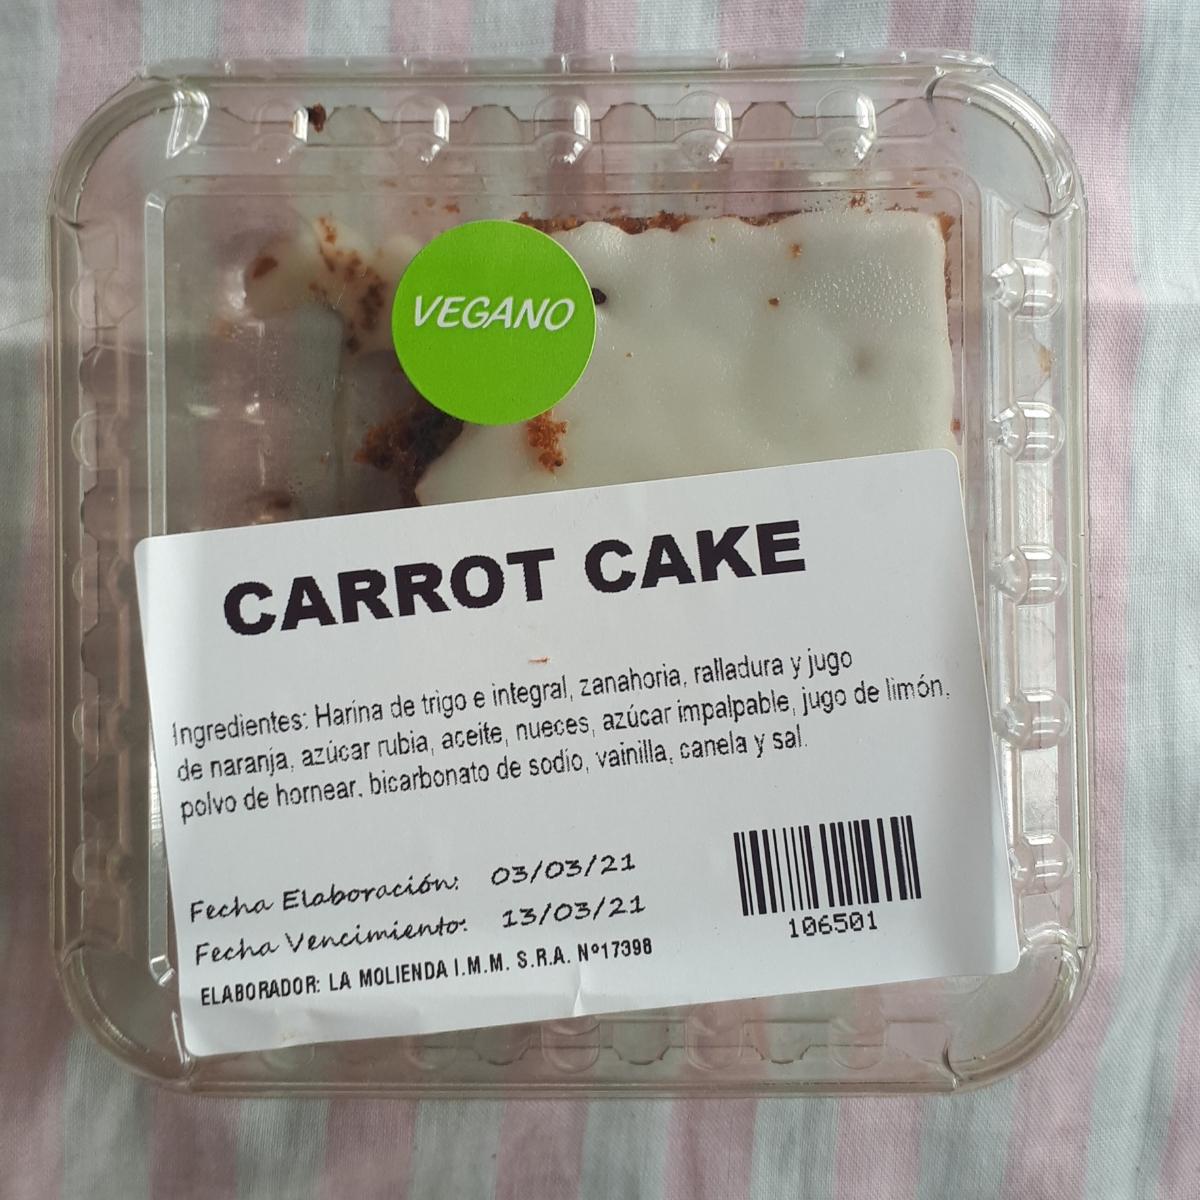 VEGANO
CARROT CAKE
Ingredientes: Harina de trigo e integral, zanahoria, ralladura y jugo
de naranja, azúcar rubia, aceite, nueces, azúcar impalpable, jugo de limón,
polvo de hornear, bicarbonato de sodio, vainilla, canela y sal.
Fecha Elaboración: 03/03/21
Fecha Vencimiento: 13/03/21
ELABORADOR: LA MOLIENDA I.M.M. S.R.A. Nº17398
106501